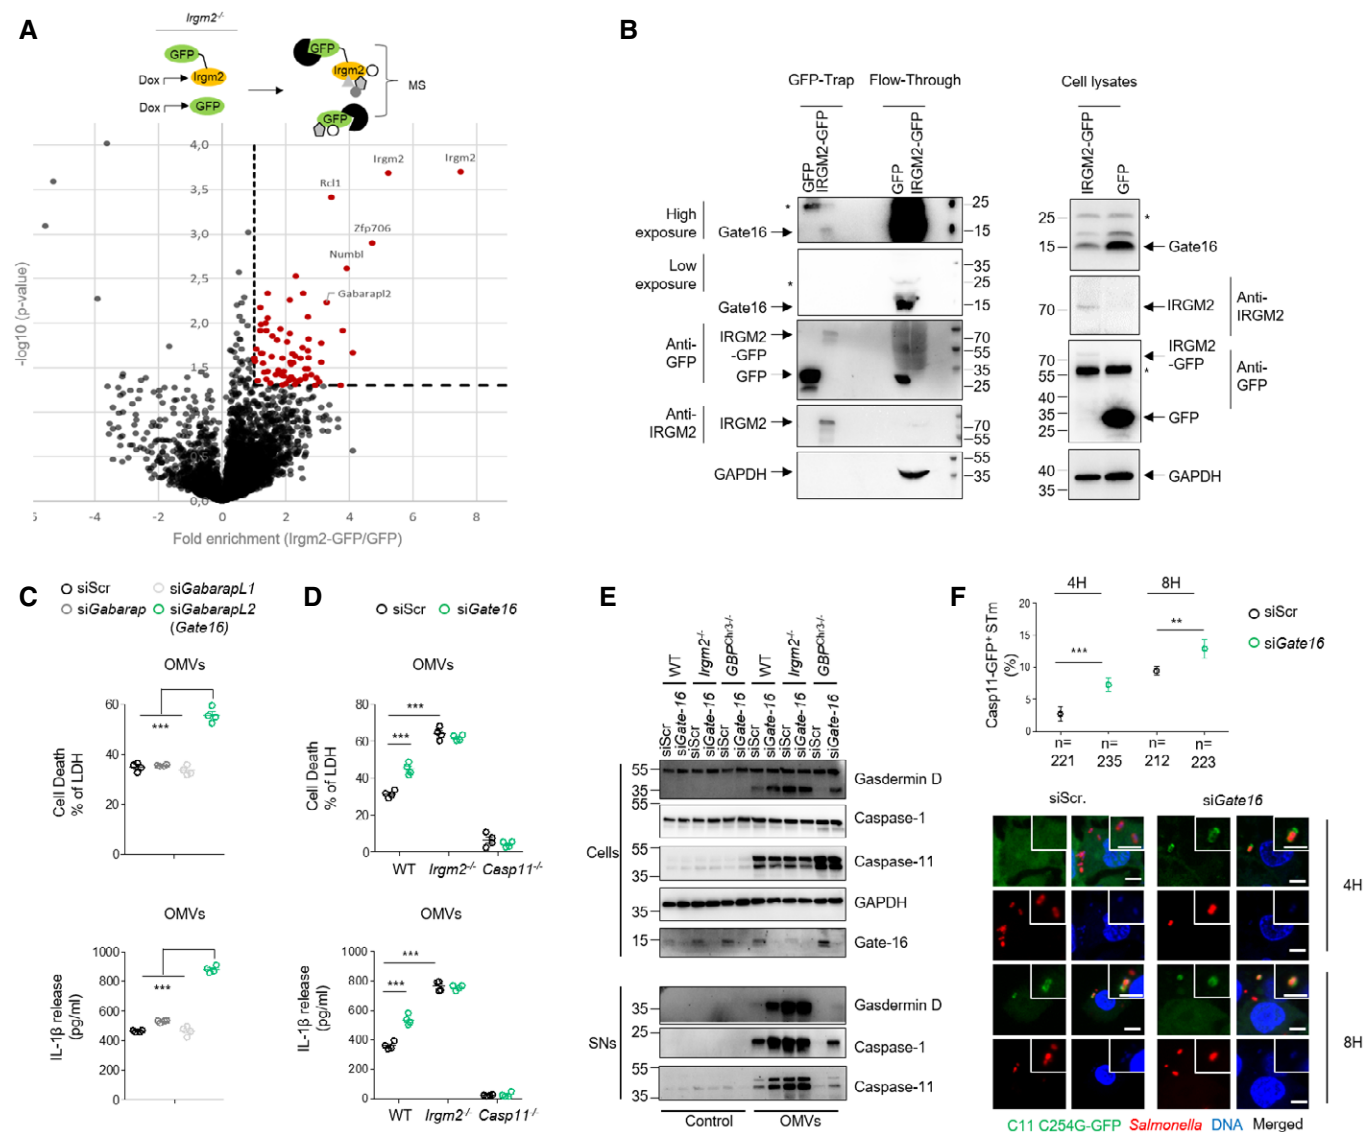 A
Irgm2-/-
GFP
Dox
Irgm2
Dox
GFP
GFP
Irgm2
GFP
MS
-log10 (p-value)
4,0
3,5
3,0
2,5
2,0
1,5
0,5
0,0
Irgm2
Irgm2
Rcl1
Zfp706
Numbl
Gabarapl2
-4
-2
0
2
4
6
8
Fold enrichment (Irgm2-GFP/GFP)
B
GFP-Trap
Flow-Through
Cell lysates
GFP
IRGM2-GFP
GFP
IRGM2-GFP
IRGM2-GFP
GFP
High
exposure
*
Gate16
25
15
Low
exposure
*
Gate16
35
25
15
Anti-
GFP
IRGM2
-GFP
GFP
70
55
35
25
Anti-
IRGM2
IRGM2
70
55
GAPDH
55
35
25
15
*
Gate16
70
IRGM2
Anti-
IRGM2
70
55
40
35
25
IRGM2
-GFP
*
GFP
Anti-
GFP
40
35
GAPDH
C
siScr
siGabarapL1
siGabarap
siGabarapL2
(Gate16)
OMVs
Cell Death
% of LDH
60
40
20
0
***
OMVs
IL-1β release
(pg/ml)
1000
800
600
400
200
0
***
D
siScr
siGate16
OMVs
Cell Death
% of LDH
80
60
40
20
0
***
***
WT
Irgm2-/-
Casp11-/-
OMVs
IL-1β release
(pg/ml)
1000
800
600
400
200
0
***
***
WT
Irgm2-/-
Casp11-/-
E
WT
Irgm2-/-
GBPChr3-/-
WT
Irgm2-/-
GBPChr3-/-
siScr
siGate-16
siScr
siGate-16
siScr
siGate-16
siScr
siGate-16
siScr
siGate-16
siScr
siGate-16
Cells
55
35
Gasdermin D
55
Caspase-1
55
35
Caspase-11
35
GAPDH
15
Gate-16
SNs
35
Gasdermin D
25
15
Caspase-1
55
35
Caspase-11
Control
OMVs
F
4H
8H
Casp11-GFP+ STm
(%)
20
15
10
5
0
***
**
siScr
siGate16
n=
221
n=
235
n=
212
n=
223
siScr.
siGate16
4H
8H
C11 C254G-GFP
Salmonella
DNA
Merged